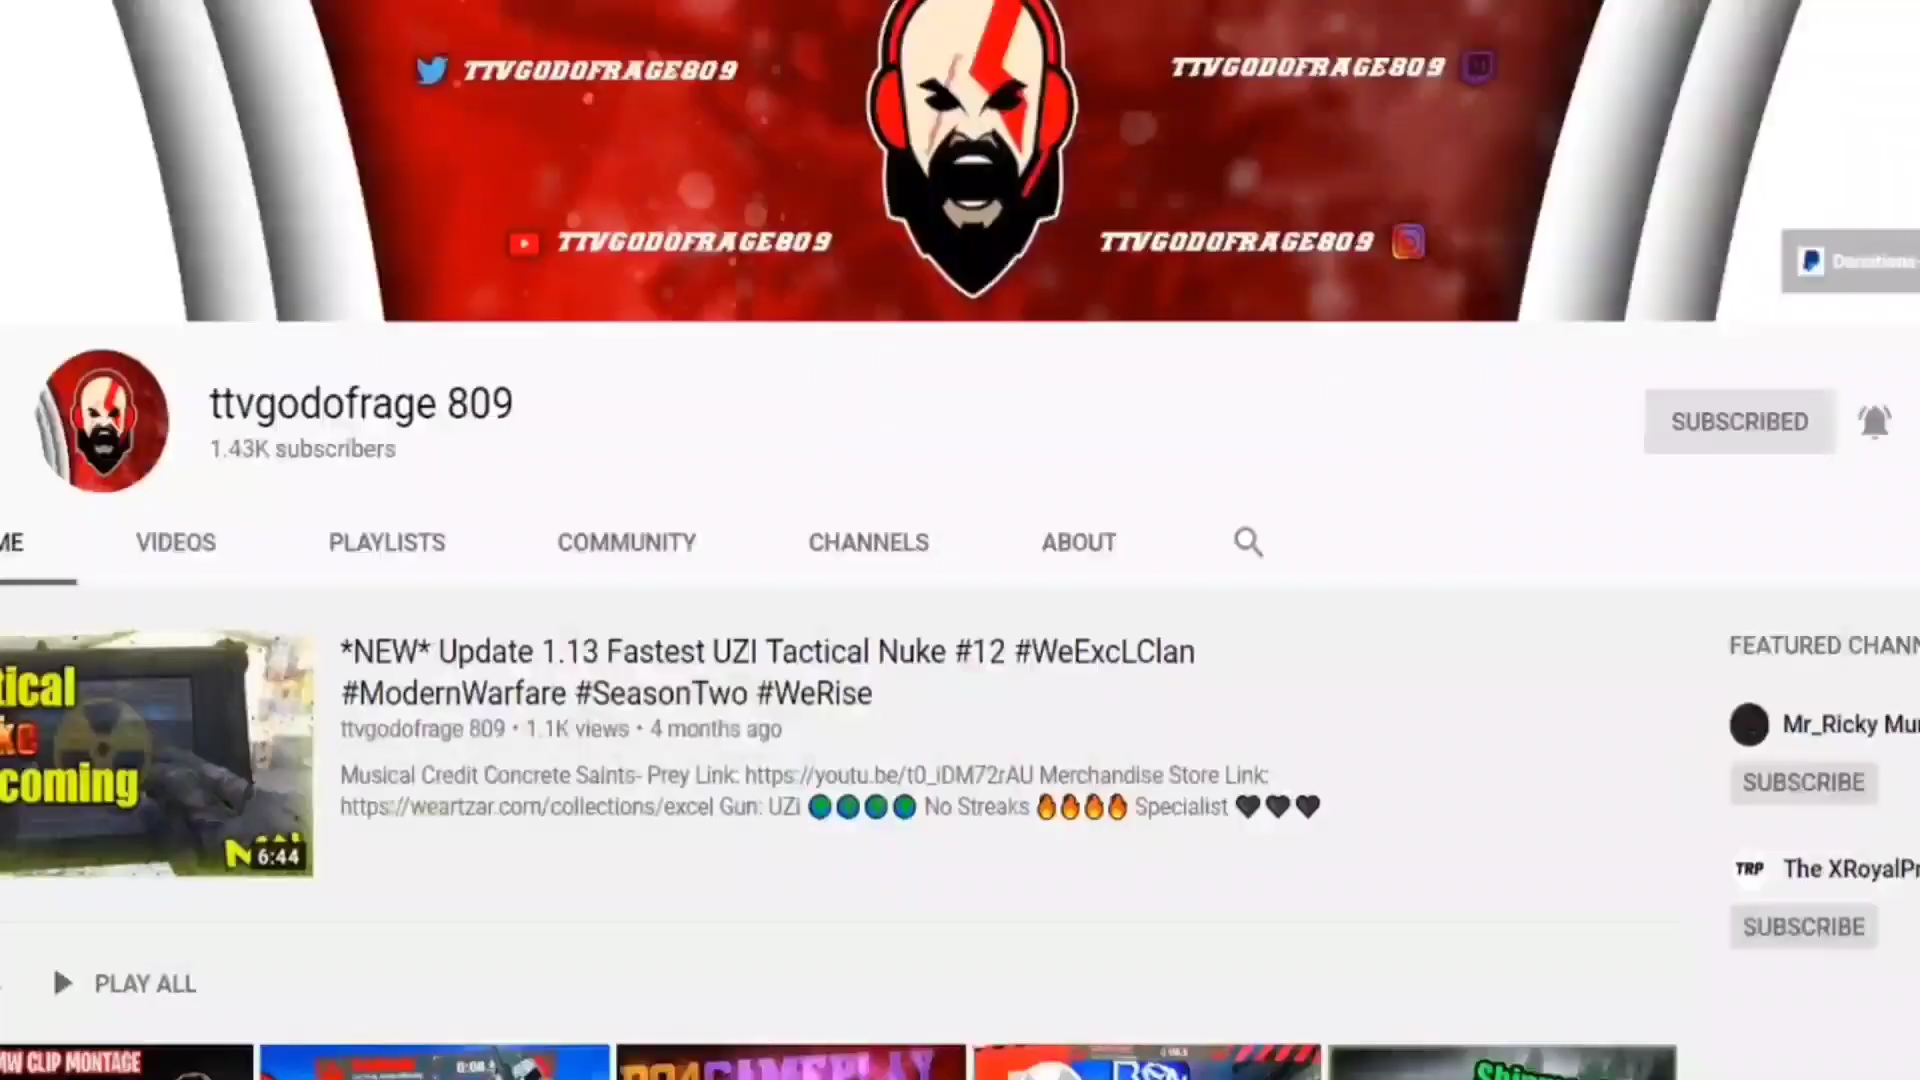 TTVGODOFRAGE809
TTVGODOFRAGE809
TTVGODOFRAGE809
TTVGODOFRAGE809
Donations
ttvgodofrage 809
1.43K subscribers
SUBSCRIBED
ME
VIDEOS
PLAYLISTS
COMMUNITY
CHANNELS
ABOUT
tical
ke
coming
6:44
*NEW* Update 1.13 Fastest UZI Tactical Nuke #12 #WeExcLClan
#ModernWarfare #SeasonTwo #WeRise
ttvgodofrage 809 • 1.1K views • 4 months ago
Musical Credit Concrete Saints- Prey Link: https://youtu.be/t0_iDM72rAU Merchandise Store Link:
https://weartzar.com/collections/excel Gun: UZI 🌎🌎🌎🌎 No Streaks 🔥🔥🔥🔥 Specialist 🖤🖤🖤
FEATURED CHANN
Mr_Ricky Mur
SUBSCRIBE
TRP
The XRoyalPr
SUBSCRIBE
PLAY ALL
MW CLIP MONTAGE
GAMEPLAY